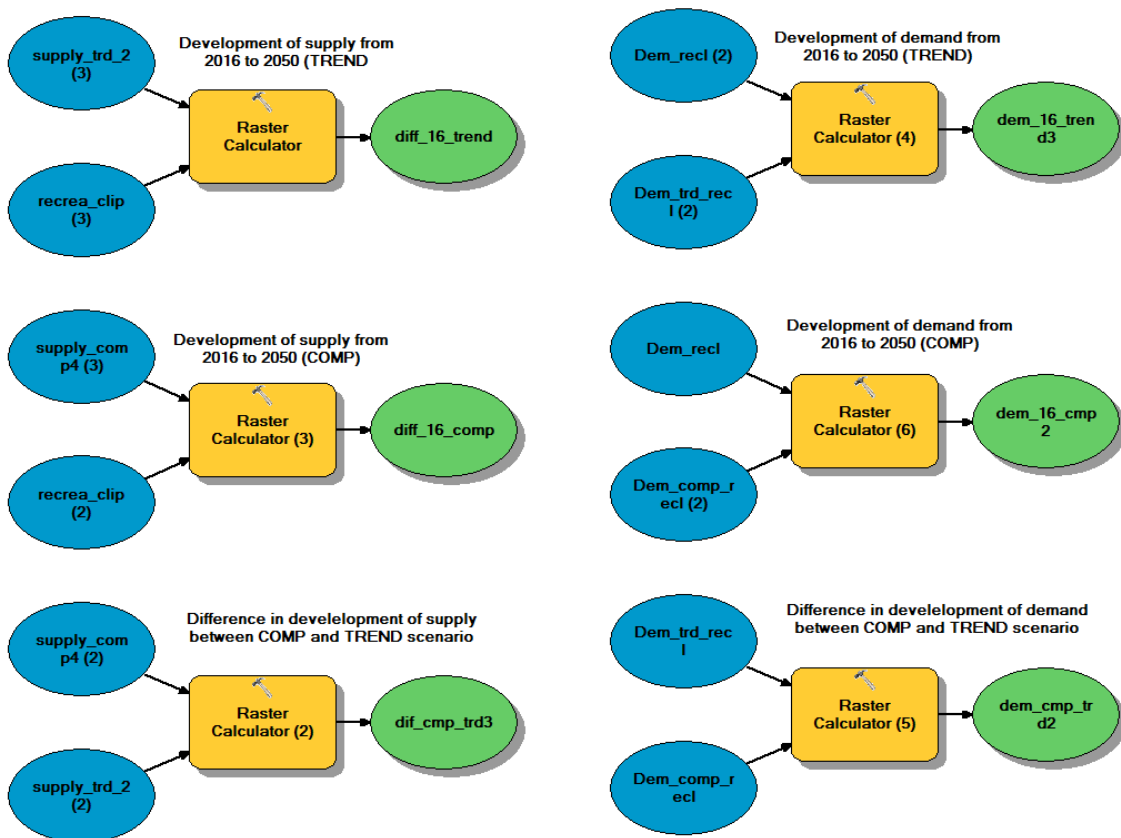 supply_trd_2
(3)
Development of supply from
2016 to 2050 (TREND
Raster
Calculator
diff_16_trend
recrea_clip
(3)
Dem_recl (2)
Development of demand from
2016 to 2050 (TREND)
Raster
Calculator (4)
dem_16_tren
d3
Dem_trd_rec
l (2)
supply_com
p4 (3)
Development of supply from
2016 to 2050 (COMP)
Raster
Calculator (3)
diff_16_comp
recrea_clip
(2)
Dem_recl
Development of demand from
2016 to 2050 (COMP)
Raster
Calculator (6)
dem_16_cmp
2
Dem_comp_r
ecl (2)
supply_com
p4 (2)
Difference in develelopment of supply
between COMP and TREND scenario
Raster
Calculator (2)
dif_cmp_trd3
supply_trd_2
(2)
Dem_trd_rec
l
Difference in develelopment of demand
between COMP and TREND scenario
Raster
Calculator (5)
dem_cmp_tr
d2
Dem_comp_r
ecl